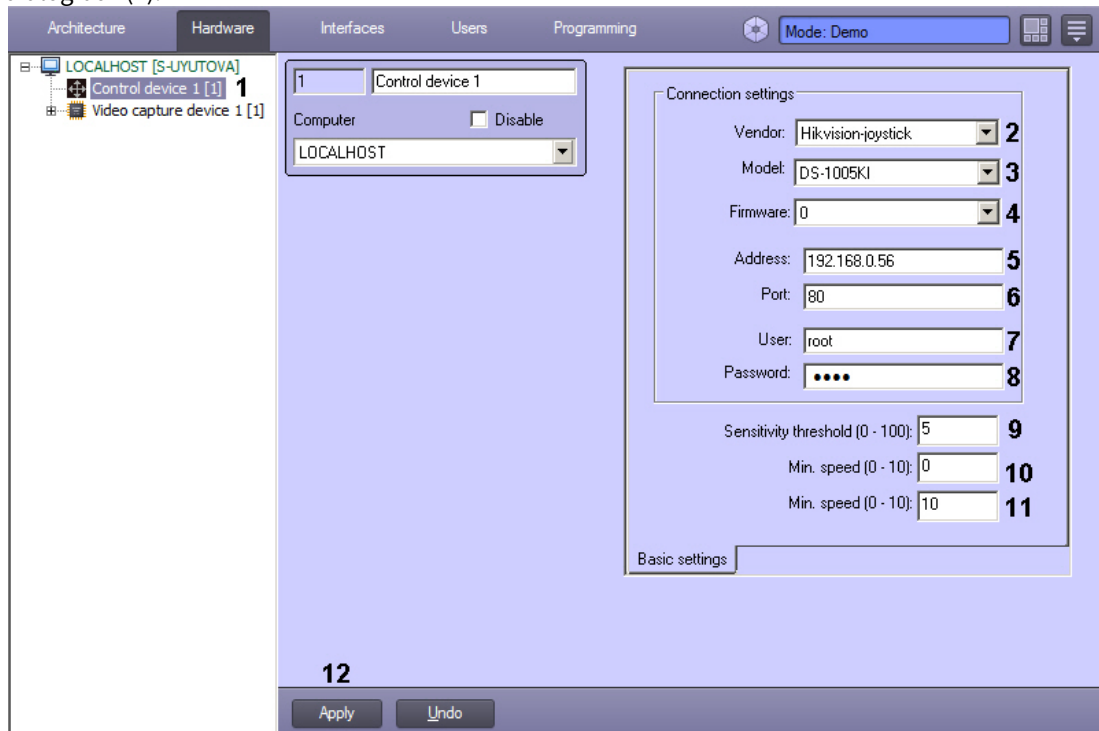 Architecture Hardware Interfaces Users Programming Mode: Demo
LOCALHOST [S-UYUTOVA]
Control device 1 [1] 1
Video capture device 1 [1]
1 Control device 1
Computer Disable
LOCALHOST
Connection settings
Vendor: Hikvision-joystick 2
Model: DS-1005KI 3
Firmware: 0 4
Address: 192.168.0.56 5
Port: 80 6
User: root 7
Password: •••• 8
Sensitivity threshold (0 - 100): 5 9
Min. speed (0 - 10): 0 10
Min. speed (0 - 10): 10 11
Basic settings
12
Apply Undo